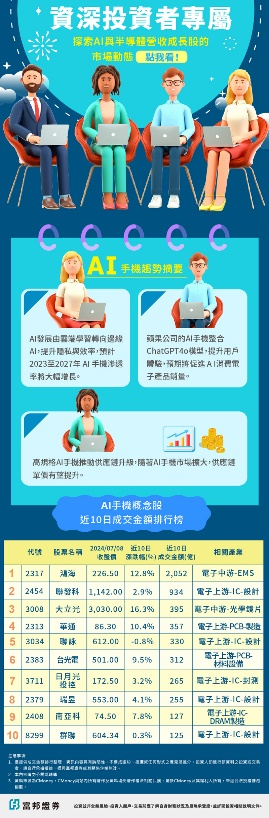 資深投資者專屬
探索AI與半導體營收成長股的
市場動態 點我看!
AI 手機趨勢摘要
AI發展由雲端學習轉向邊緣
AI,提升隱私與效率,預計
2023至2027年 AI 手機滲透
率將大幅增長。
蘋果公司的AI手機整合
ChatGPT4o模型,提升用戶
體驗,預期將促進 AI 消費電
子產品銷量。
高規格AI手機推動供應鏈升級,隨著AI手機市場擴大,供應鏈
單價有望提升。
AI手機概念股
近10日成交金額排行榜
代號 股票名稱 2024/07/08 收盤價 近10日 漲跌幅(%) 近10日 成交金額(億) 相關產業
1 2317 鴻海 226.50 12.8% 2,052 電子中游-EMS
2 2454 聯發科 1,142.00 2.9% 934 電子上游-IC-設計
3 3008 大立光 3,030.00 16.3% 395 電子中游-光學鏡片
4 2313 華通 86.30 10.4% 357 電子上游-PCB-製造
5 3034 聯詠 612.00 -0.8% 330 電子上游-IC-設計
6 2383 台光電 501.00 9.5% 312 電子上游-PCB-
材料設備
7 3711 日月光
投控 172.50 3.2% 265 電子上游-IC-封測
8 2379 瑞昱 553.00 4.1% 255 電子上游-IC-設計
9 2408 南亞科 74.50 7.8% 127 電子上游-IC-
DRAM製造
10 8299 群聯 604.34 0.3% 125 電子上游-IC-設計
富邦證券